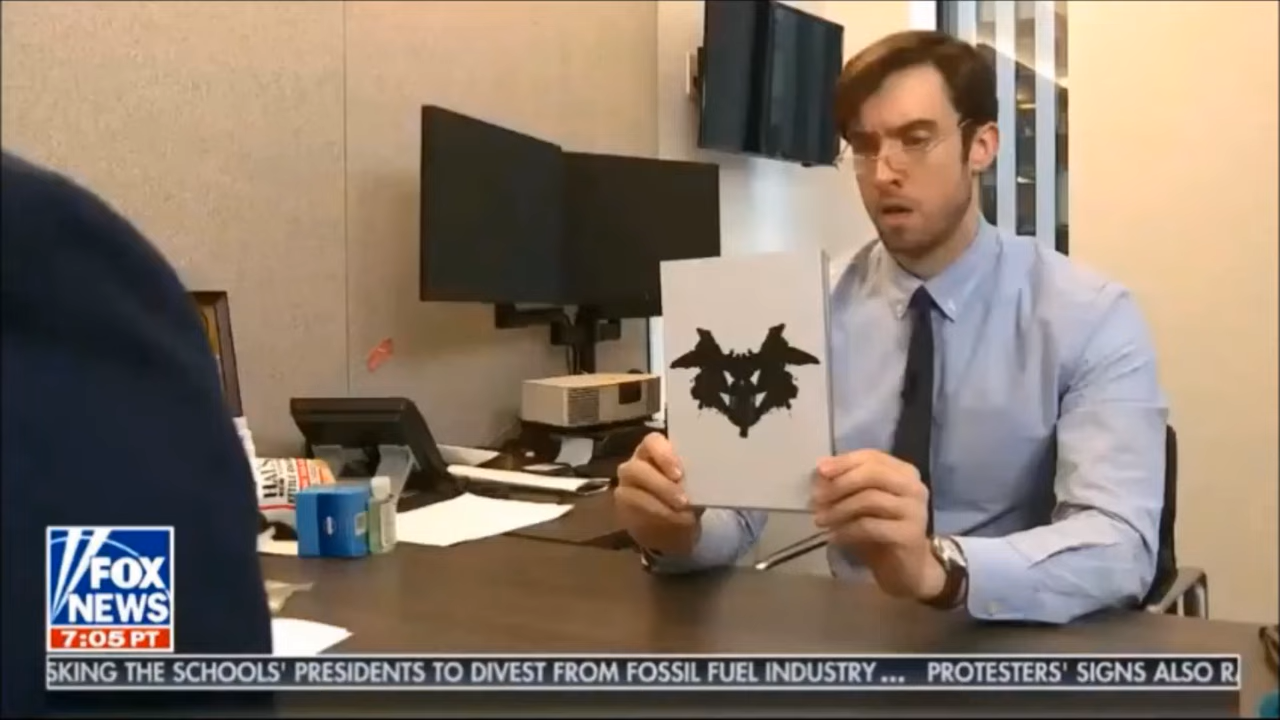 FOX
NEWS
7:05 PT
SKING THE SCHOOLS' PRESIDENTS TO DIVEST FROM FOSSIL FUEL INDUSTRY... PROTESTERS' SIGNS ALSO R